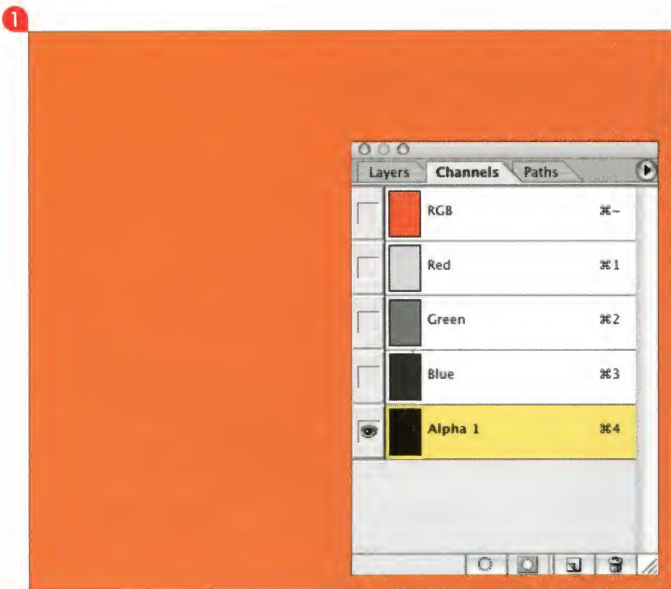 1
Layers Channels Paths
RGB ⌘~
Red ⌘1
Green ⌘2
Blue ⌘3
Alpha 1 ⌘4